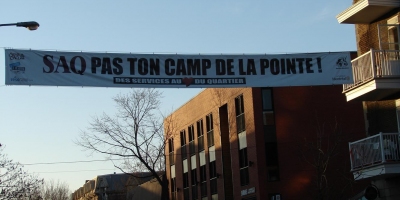 SAQ PAS TON CAMP DE LA POINTE !
DES SERVICES AU DU QUARTIER